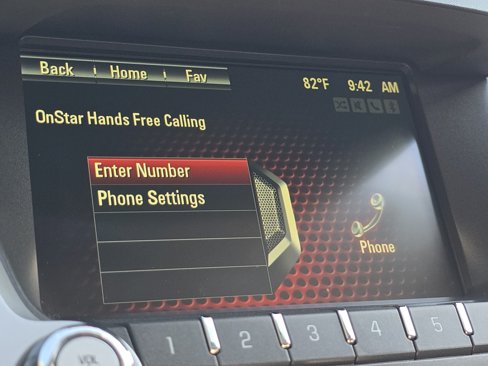 Back Home Fav
82°F 9:42 AM
OnStar Hands Free Calling
Enter Number
Phone Settings
Phone
VOL
1 2 3 4 5